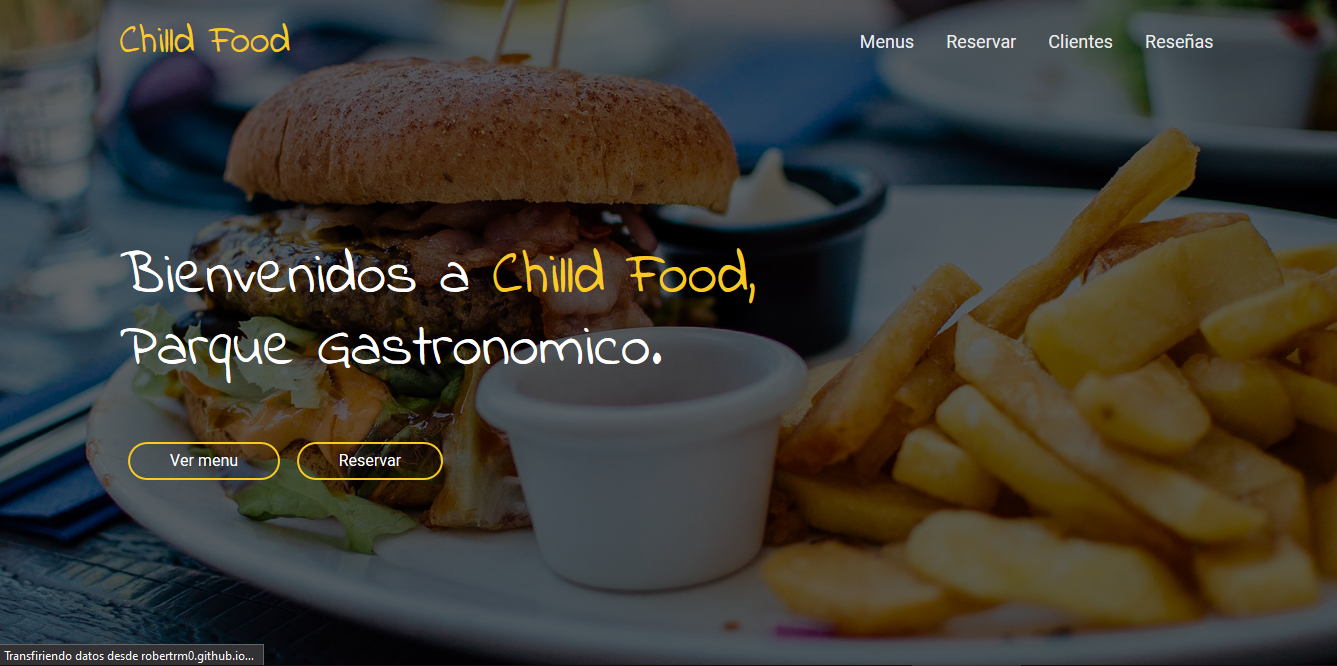 Chilld Food
Menus Reservar Clientes Reseñas
Bienvenidos a Chilld Food,
Parque Gastronomico.
Ver menu Reservar
Transfiriendo datos desde robertrm0.github.io...